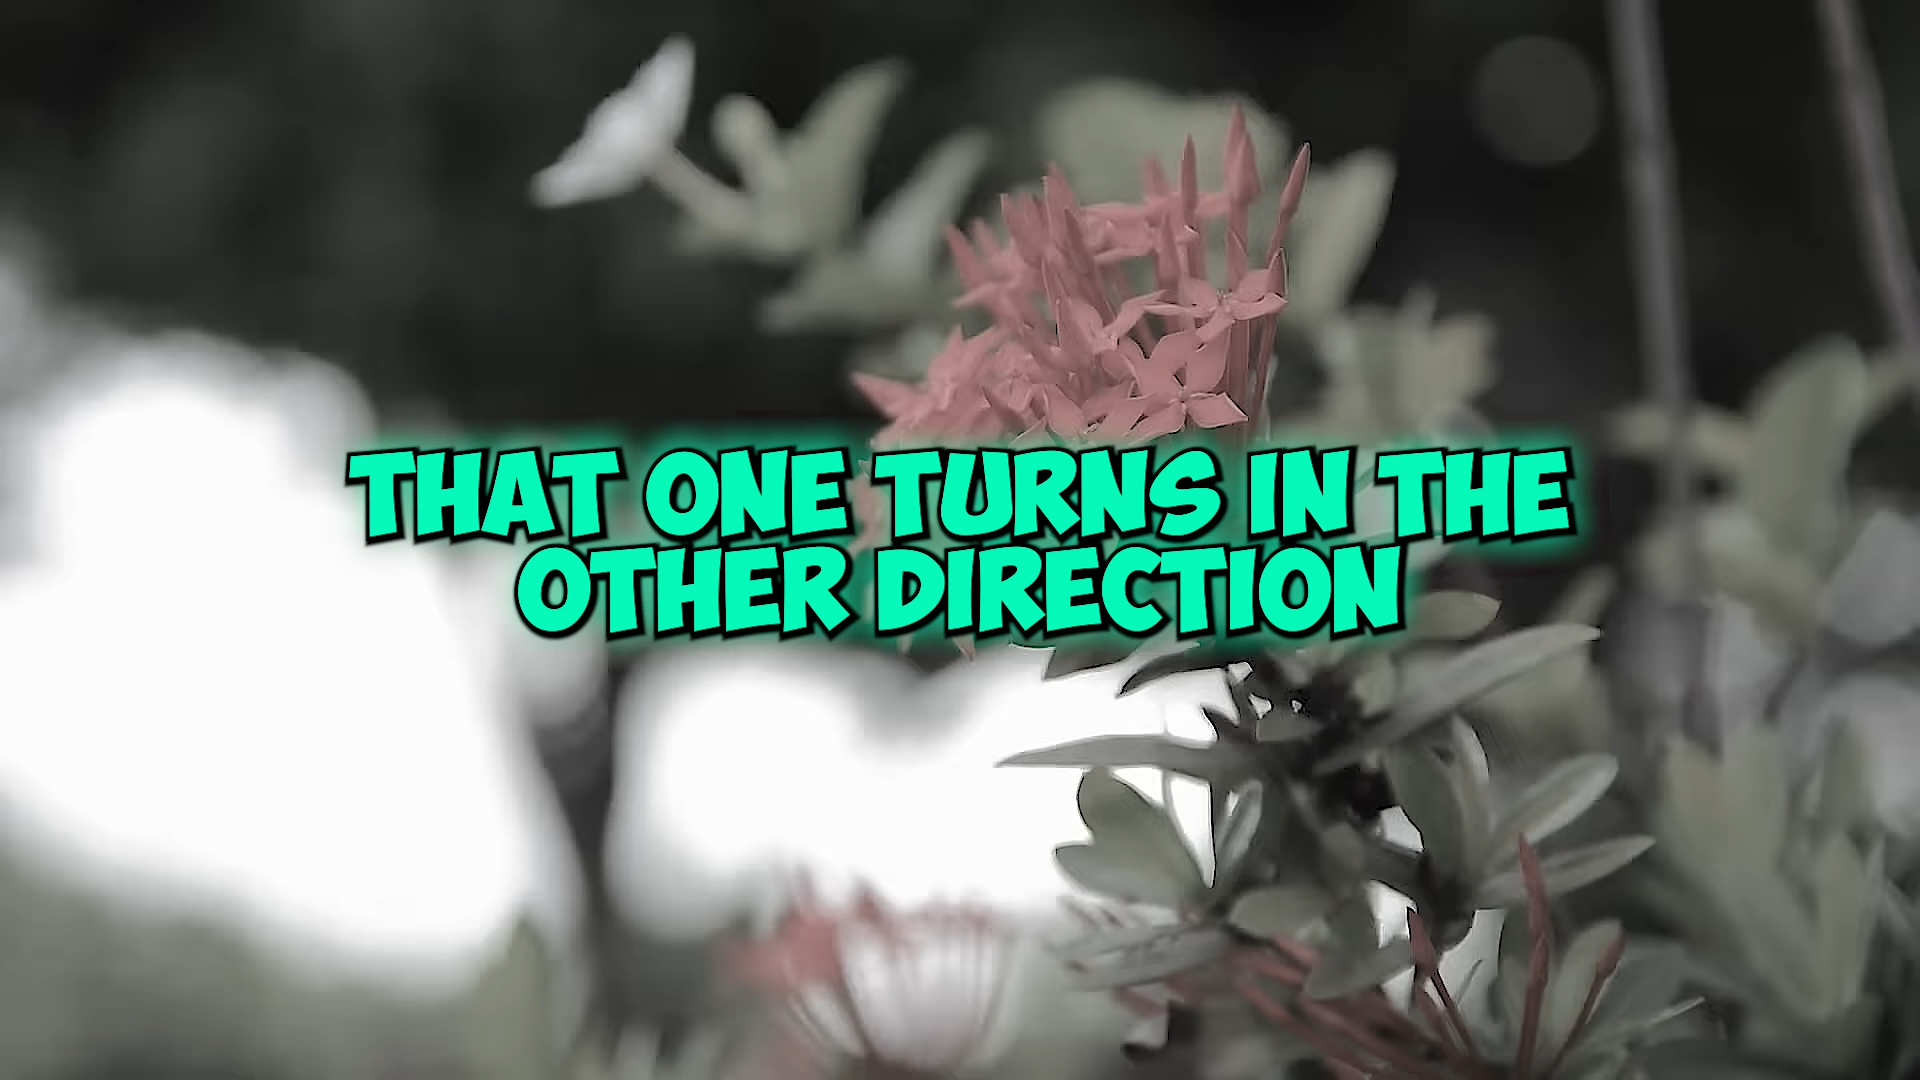 THAT ONE TURNS IN THE
OTHER DIRECTION